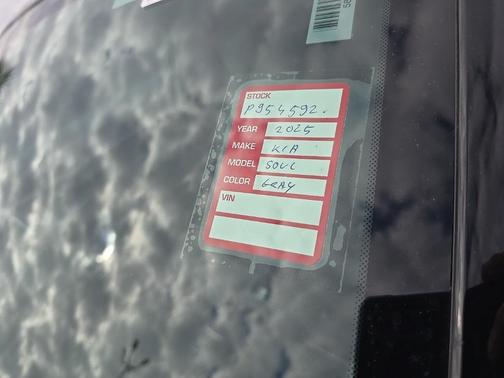 STOCK
P954592.
YEAR 2025
MAKE KIA
MODEL SOUL
COLOR GRAY
VIN